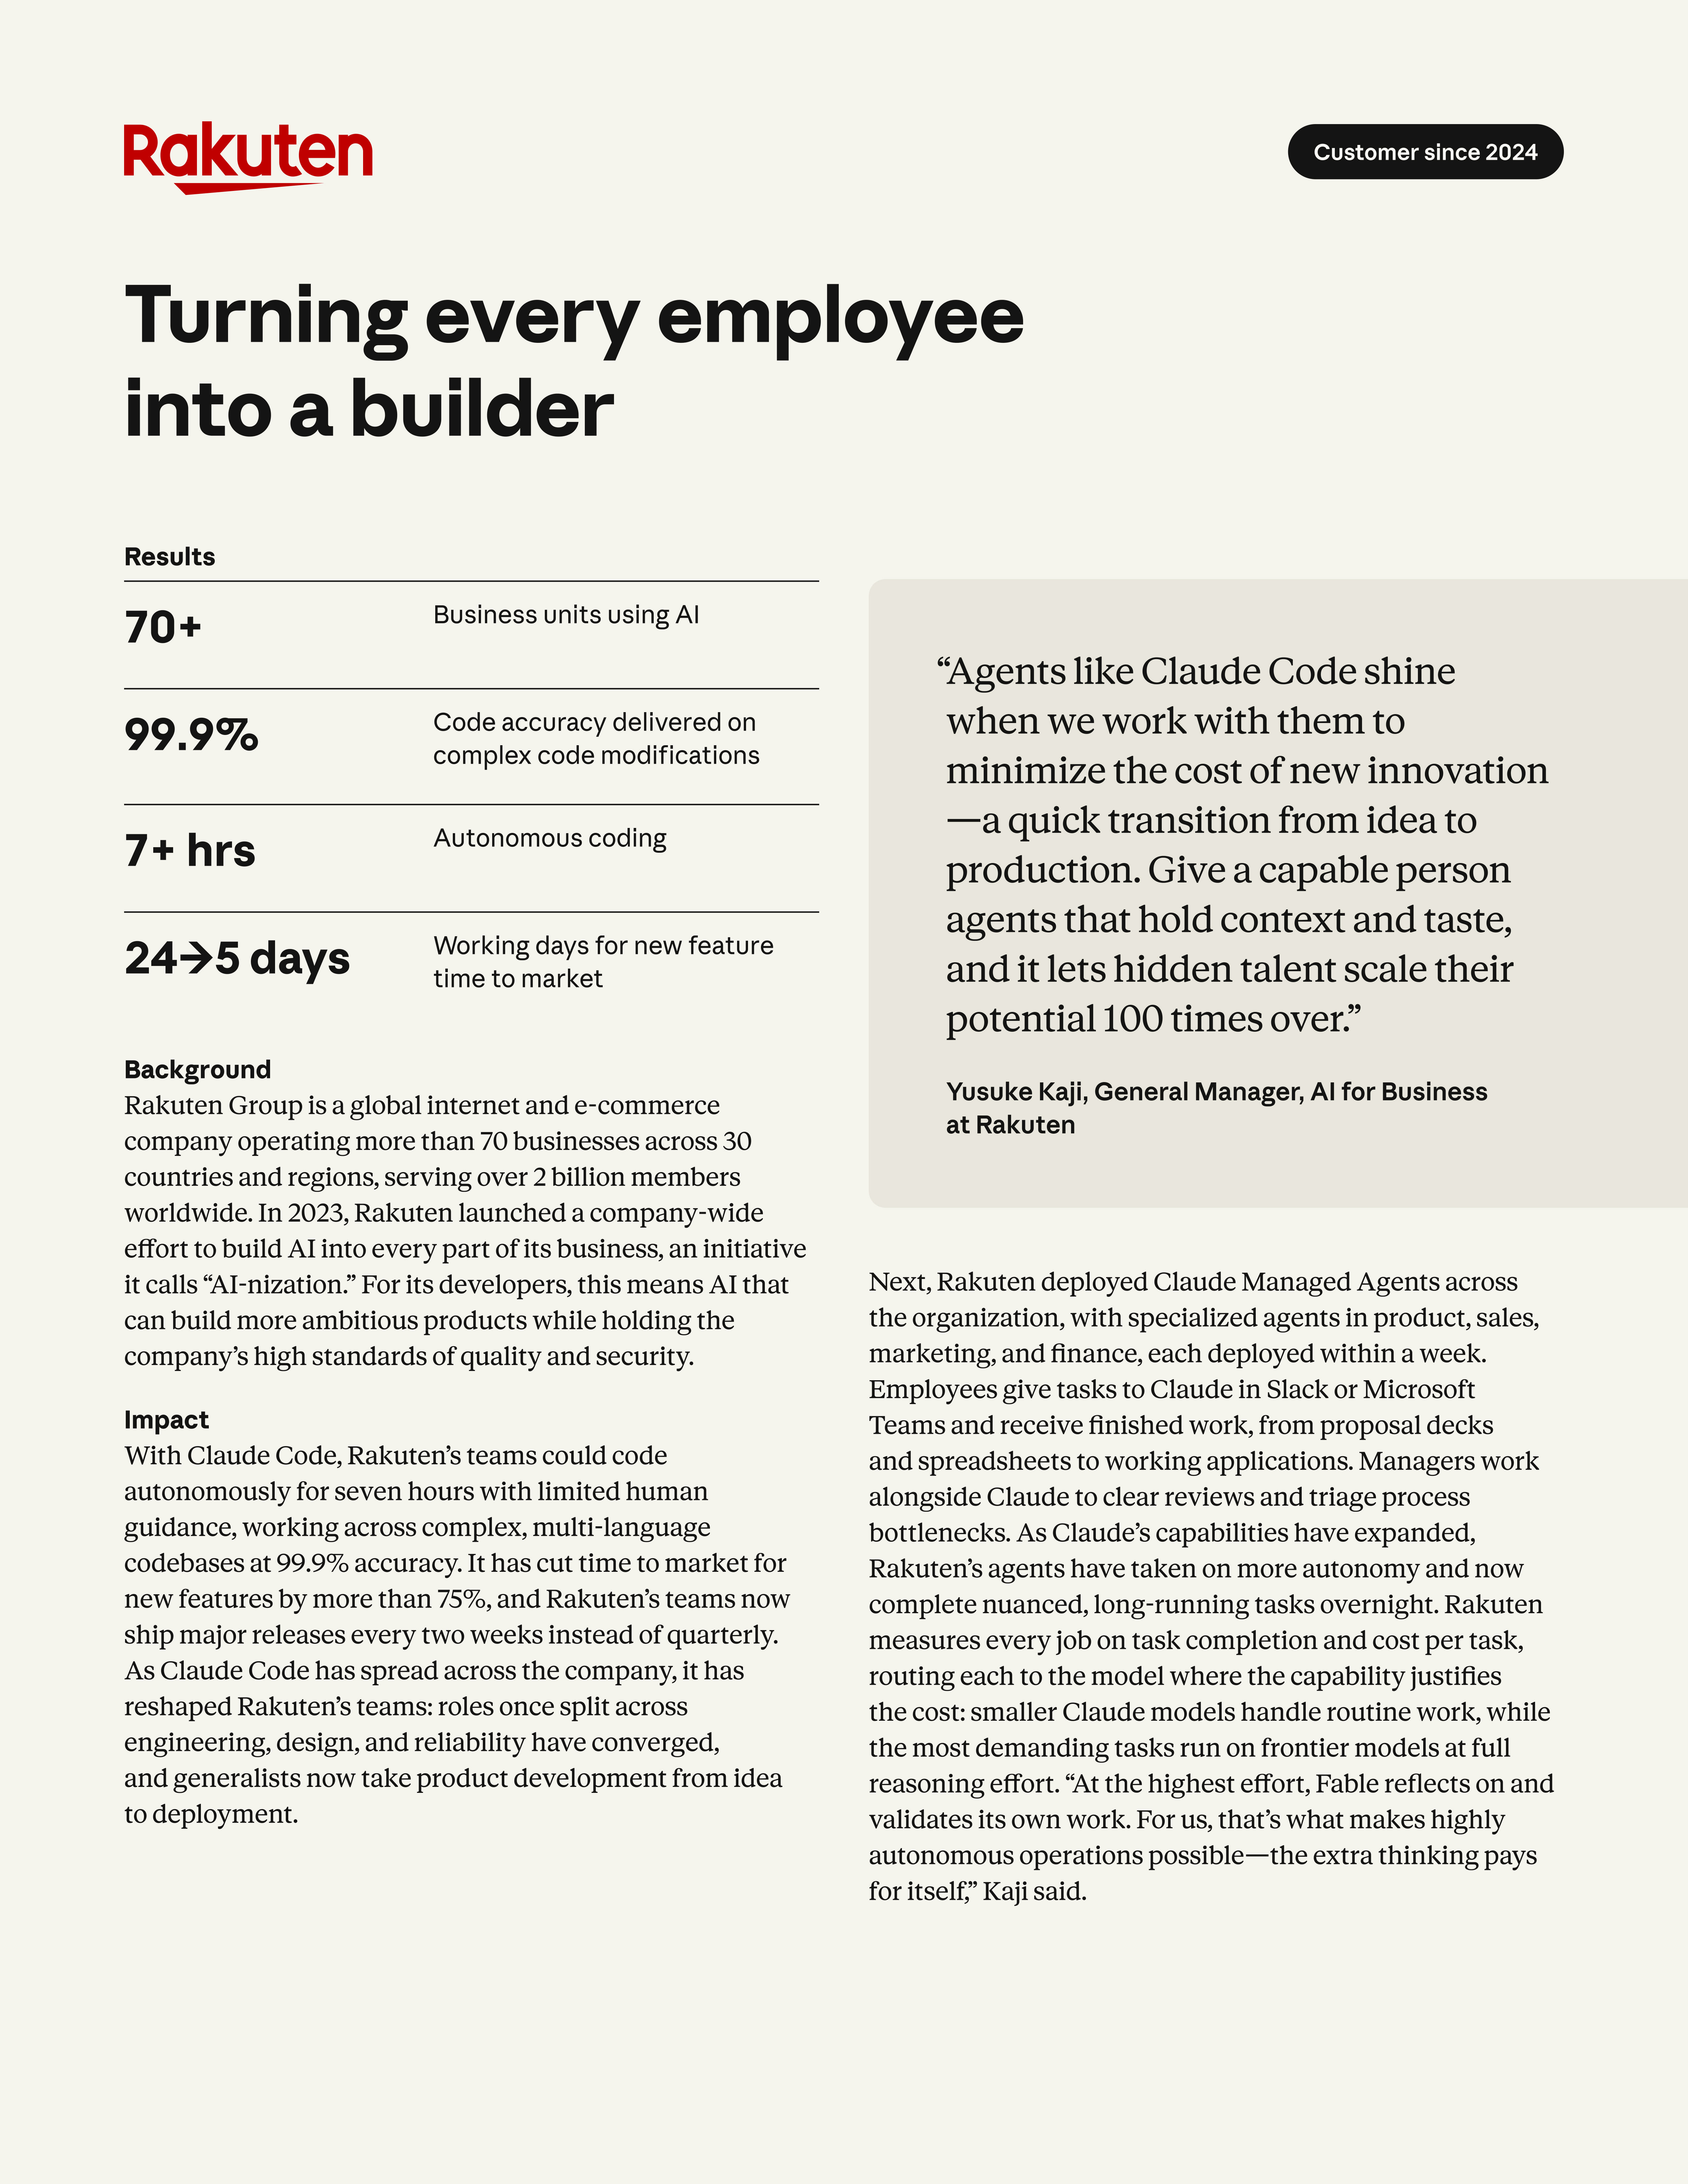 Rakuten
Customer since 2024
Turning every employee
into a builder
Results
70+
Business units using AI
99.9%
Code accuracy delivered on
complex code modifications
7+ hrs
Autonomous coding
24→5 days
Working days for new feature
time to market
Background
Rakuten Group is a global internet and e-commerce
company operating more than 70 businesses across 30
countries and regions, serving over 2 billion members
worldwide. In 2023, Rakuten launched a company-wide
effort to build AI into every part of its business, an initiative
it calls “AI-nization.” For its developers, this means AI that
can build more ambitious products while holding the
company’s high standards of quality and security.
Impact
With Claude Code, Rakuten’s teams could code
autonomously for seven hours with limited human
guidance, working across complex, multi-language
codebases at 99.9% accuracy. It has cut time to market for
new features by more than 75%, and Rakuten’s teams now
ship major releases every two weeks instead of quarterly.
As Claude Code has spread across the company, it has
reshaped Rakuten’s teams: roles once split across
engineering, design, and reliability have converged,
and generalists now take product development from idea
to deployment.
“Agents like Claude Code shine
when we work with them to
minimize the cost of new innovation
—a quick transition from idea to
production. Give a capable person
agents that hold context and taste,
and it lets hidden talent scale their
potential 100 times over.”
Yusuke Kaji, General Manager, AI for Business
at Rakuten
Next, Rakuten deployed Claude Managed Agents across
the organization, with specialized agents in product, sales,
marketing, and finance, each deployed within a week.
Employees give tasks to Claude in Slack or Microsoft
Teams and receive finished work, from proposal decks
and spreadsheets to working applications. Managers work
alongside Claude to clear reviews and triage process
bottlenecks. As Claude’s capabilities have expanded,
Rakuten’s agents have taken on more autonomy and now
complete nuanced, long-running tasks overnight. Rakuten
measures every job on task completion and cost per task,
routing each to the model where the capability justifies
the cost: smaller Claude models handle routine work, while
the most demanding tasks run on frontier models at full
reasoning effort. “At the highest effort, Fable reflects on and
validates its own work. For us, that’s what makes highly
autonomous operations possible—the extra thinking pays
for itself,” Kaji said.